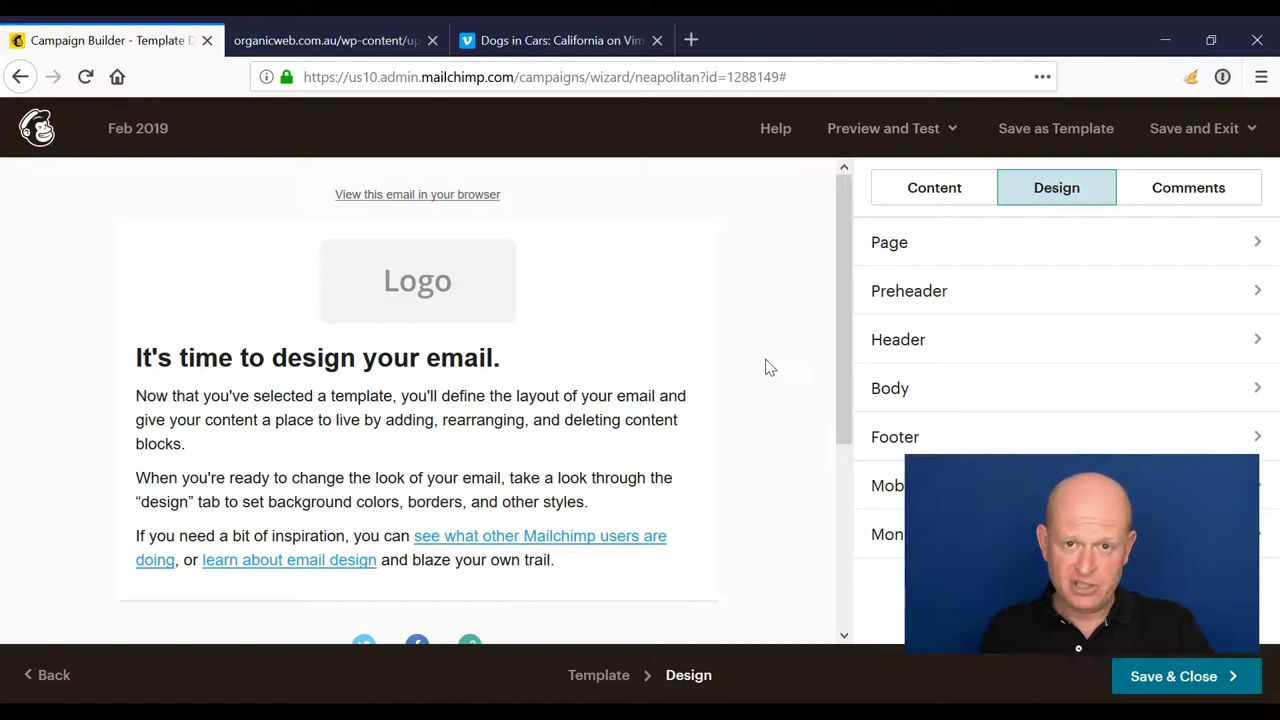 Campaign Builder - Template D
organicweb.com.au/wp-content/up
Dogs in Cars: California on Vim
https://us10.admin.mailchimp.com/campaigns/wizard/neapolitan?id=1288149#
Feb 2019
Help
Preview and Test
Save as Template
Save and Exit
View this email in your browser
Logo
It's time to design your email.
Now that you've selected a template, you'll define the layout of your email and
give your content a place to live by adding, rearranging, and deleting content
blocks.
When you're ready to change the look of your email, take a look through the
“design” tab to set background colors, borders, and other styles.
If you need a bit of inspiration, you can see what other Mailchimp users are
doing, or learn about email design and blaze your own trail.
Content
Design
Comments
Page
Preheader
Header
Body
Footer
Mob
Mon
Back
Template
Design
Save & Close